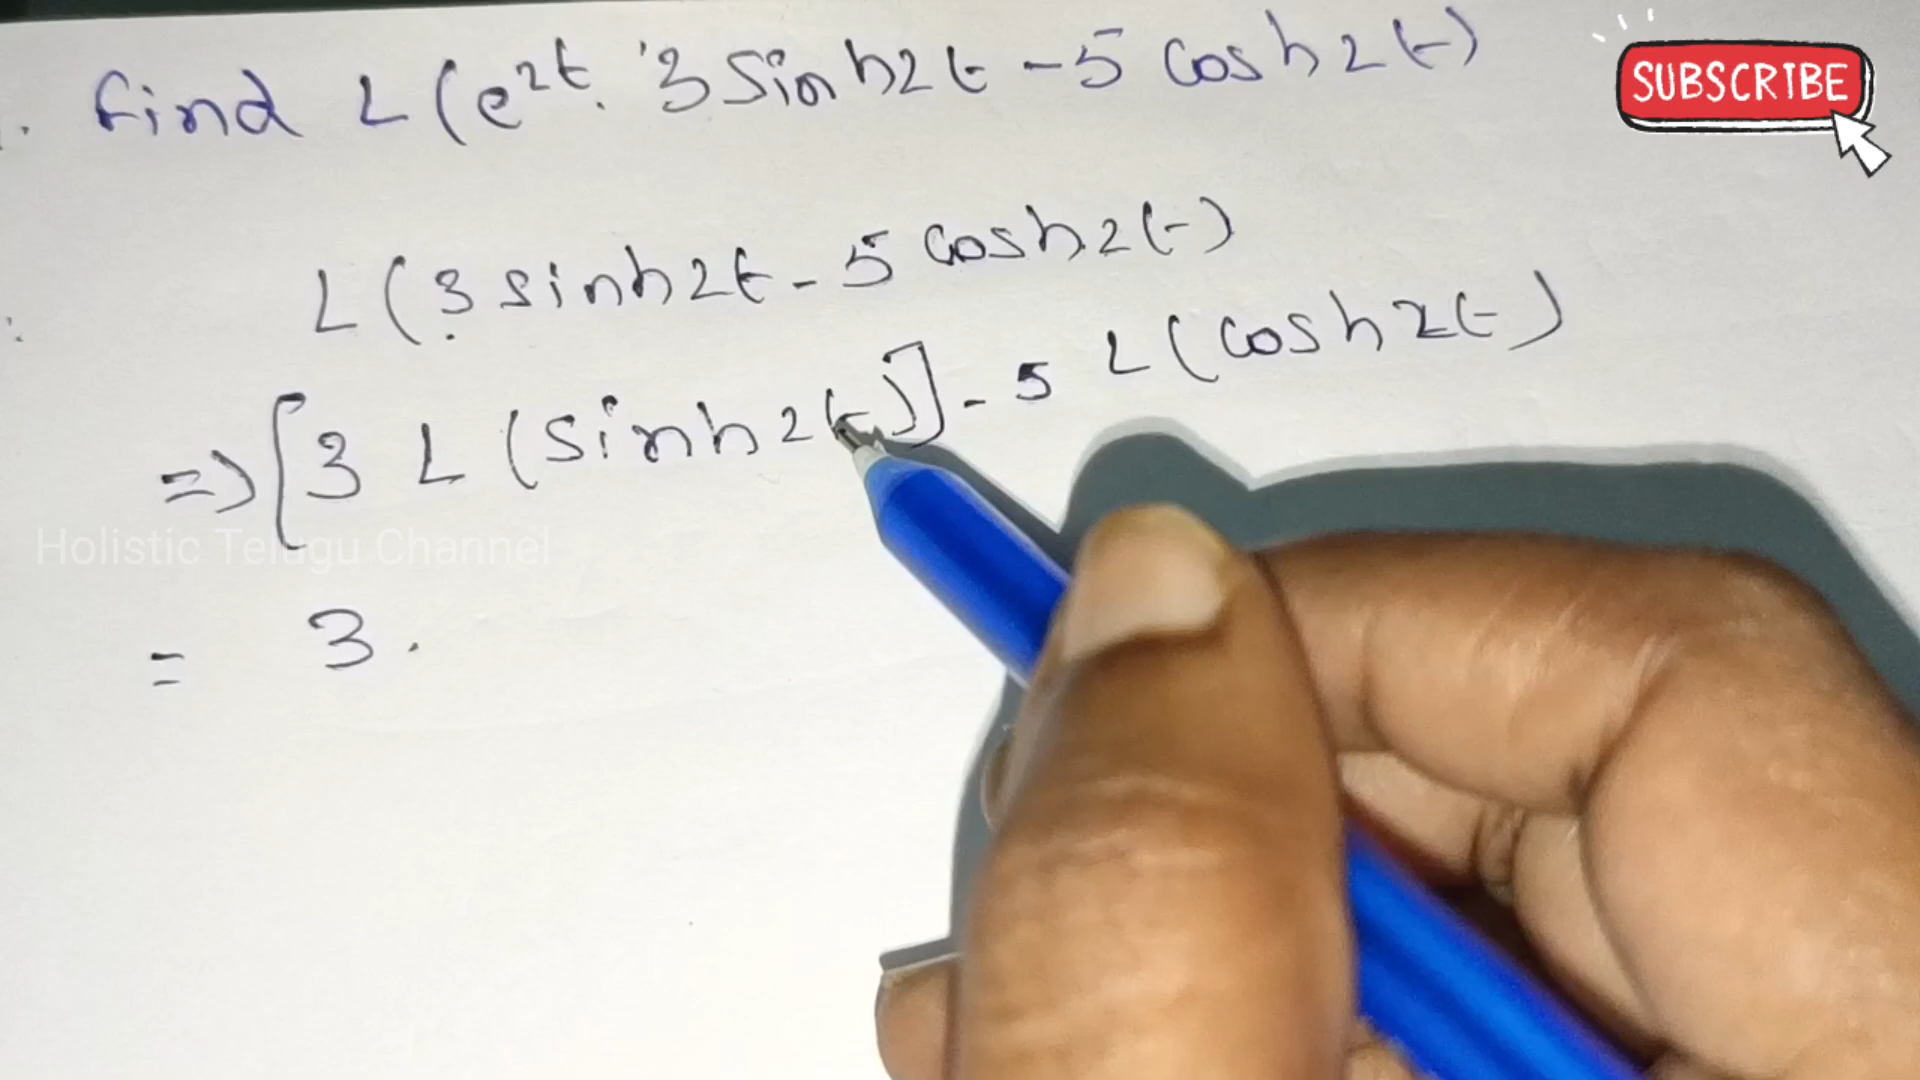 find L(e^2t. 3 Sinh2t - 5 Cosh2t)
SUBSCRIBE
L(3 sinh2t - 5 cosh2t)
=> [3 L (Sinh2t)] - 5 L(cosh2t)
Holistic Telugu Channel
= 3.